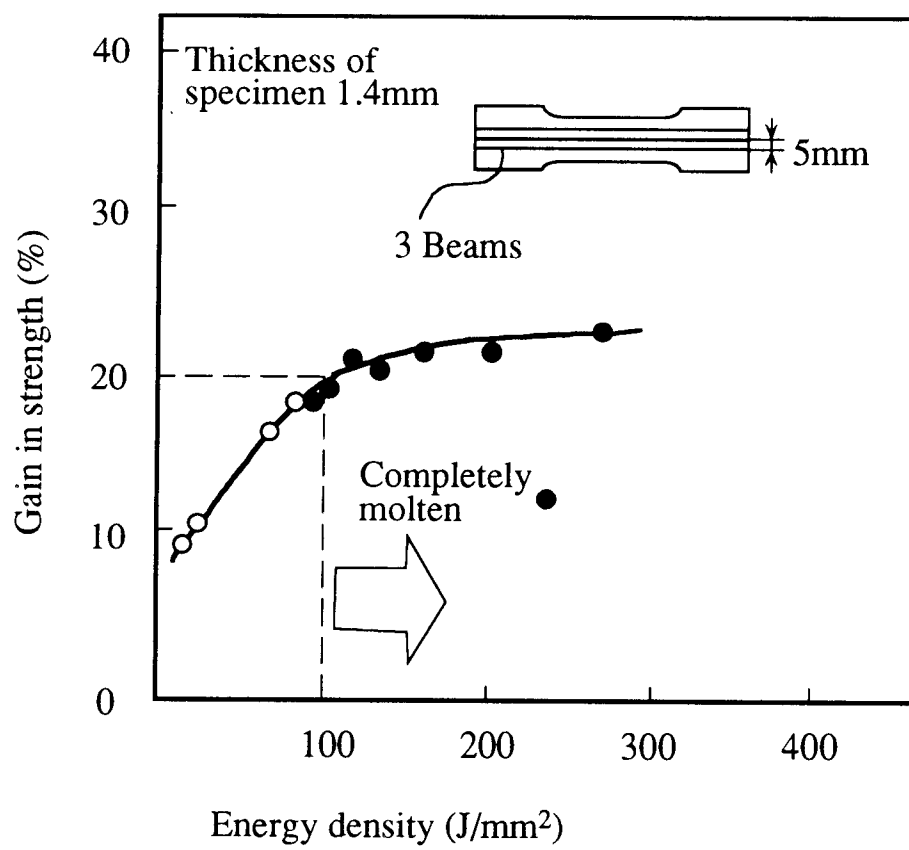 40
Thickness of
specimen 1.4mm
5mm
30
3 Beams
Gain in strength (%)
20
Completely
molten
10
0
100
200
300
400
Energy density (J/mm²)